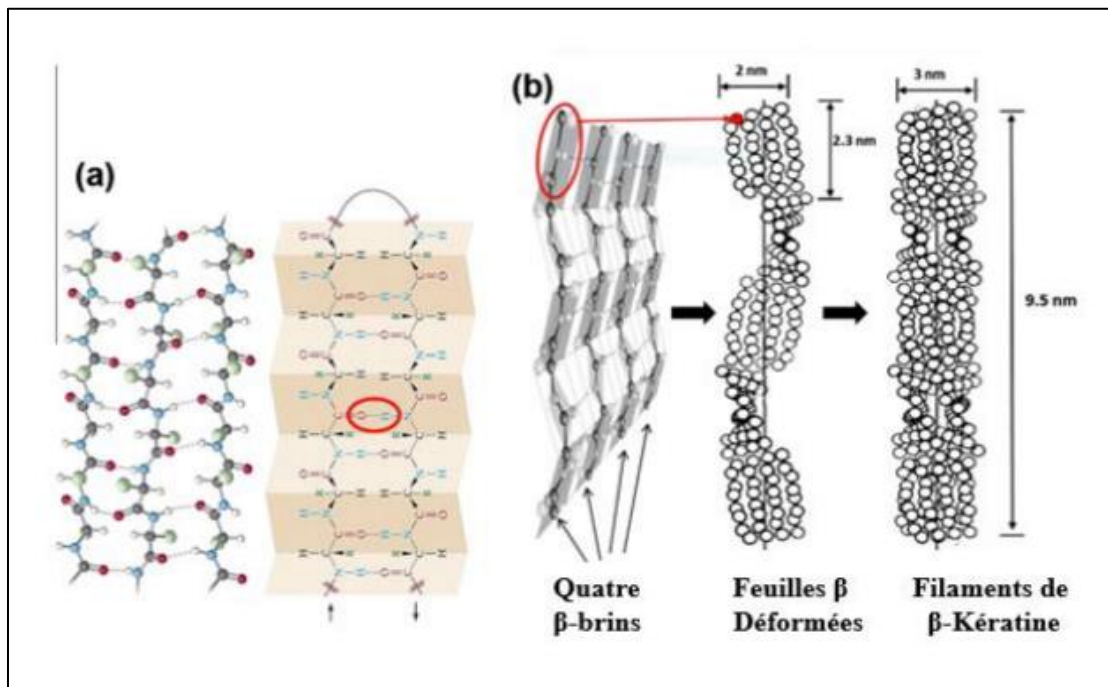 (a)
(b)
2 nm
2.3 nm
3 nm
9.5 nm
Quatre
β-brins
Feuilles β
Déformées
Filaments de
β-Kératine